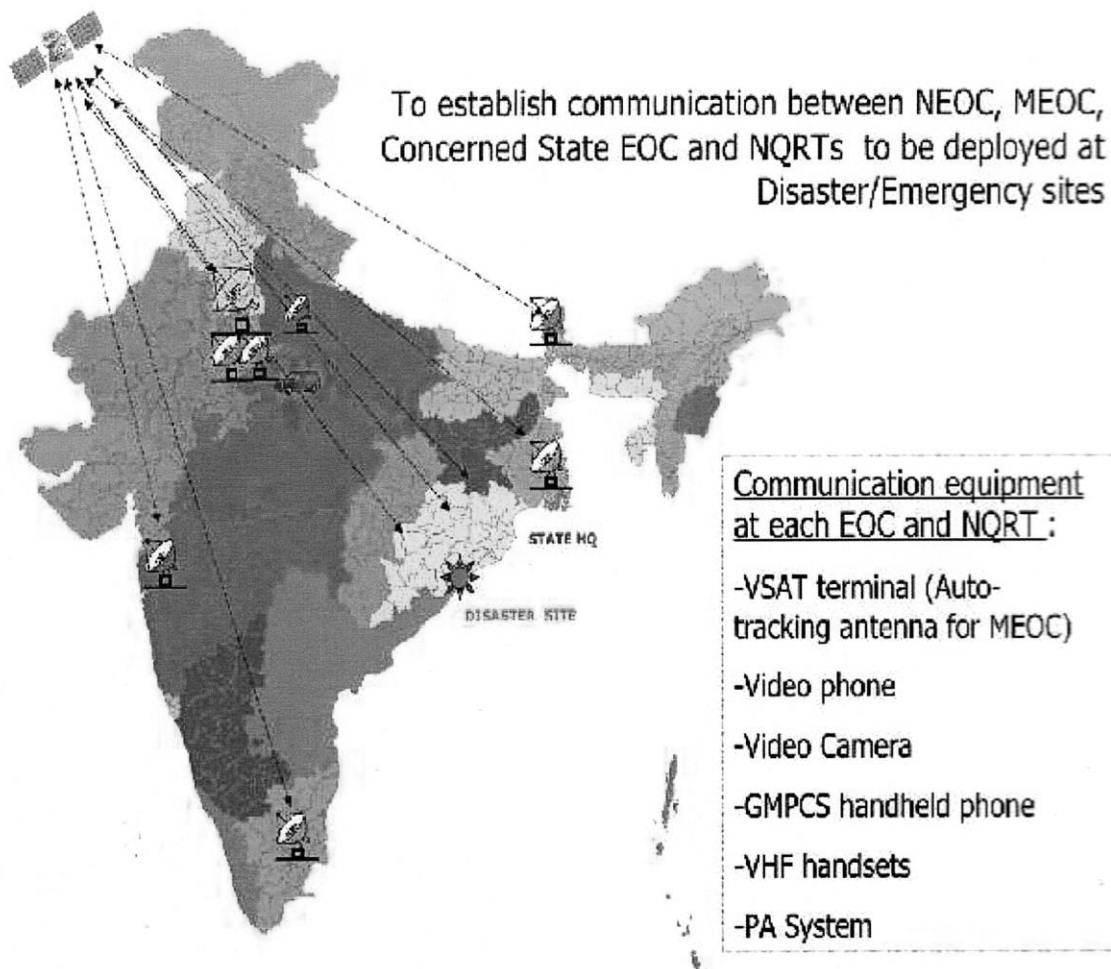 To establish communication between NEOC, MEOC,
Concerned State EOC and NQRTs to be deployed at
Disaster/Emergency sites
STATE HQ
DISASTER SITE
Communication equipment
at each EOC and NQRT :
-VSAT terminal (Auto-
tracking antenna for MEOC)
-Video phone
-Video Camera
-GMPCS handheld phone
-VHF handsets
-PA System